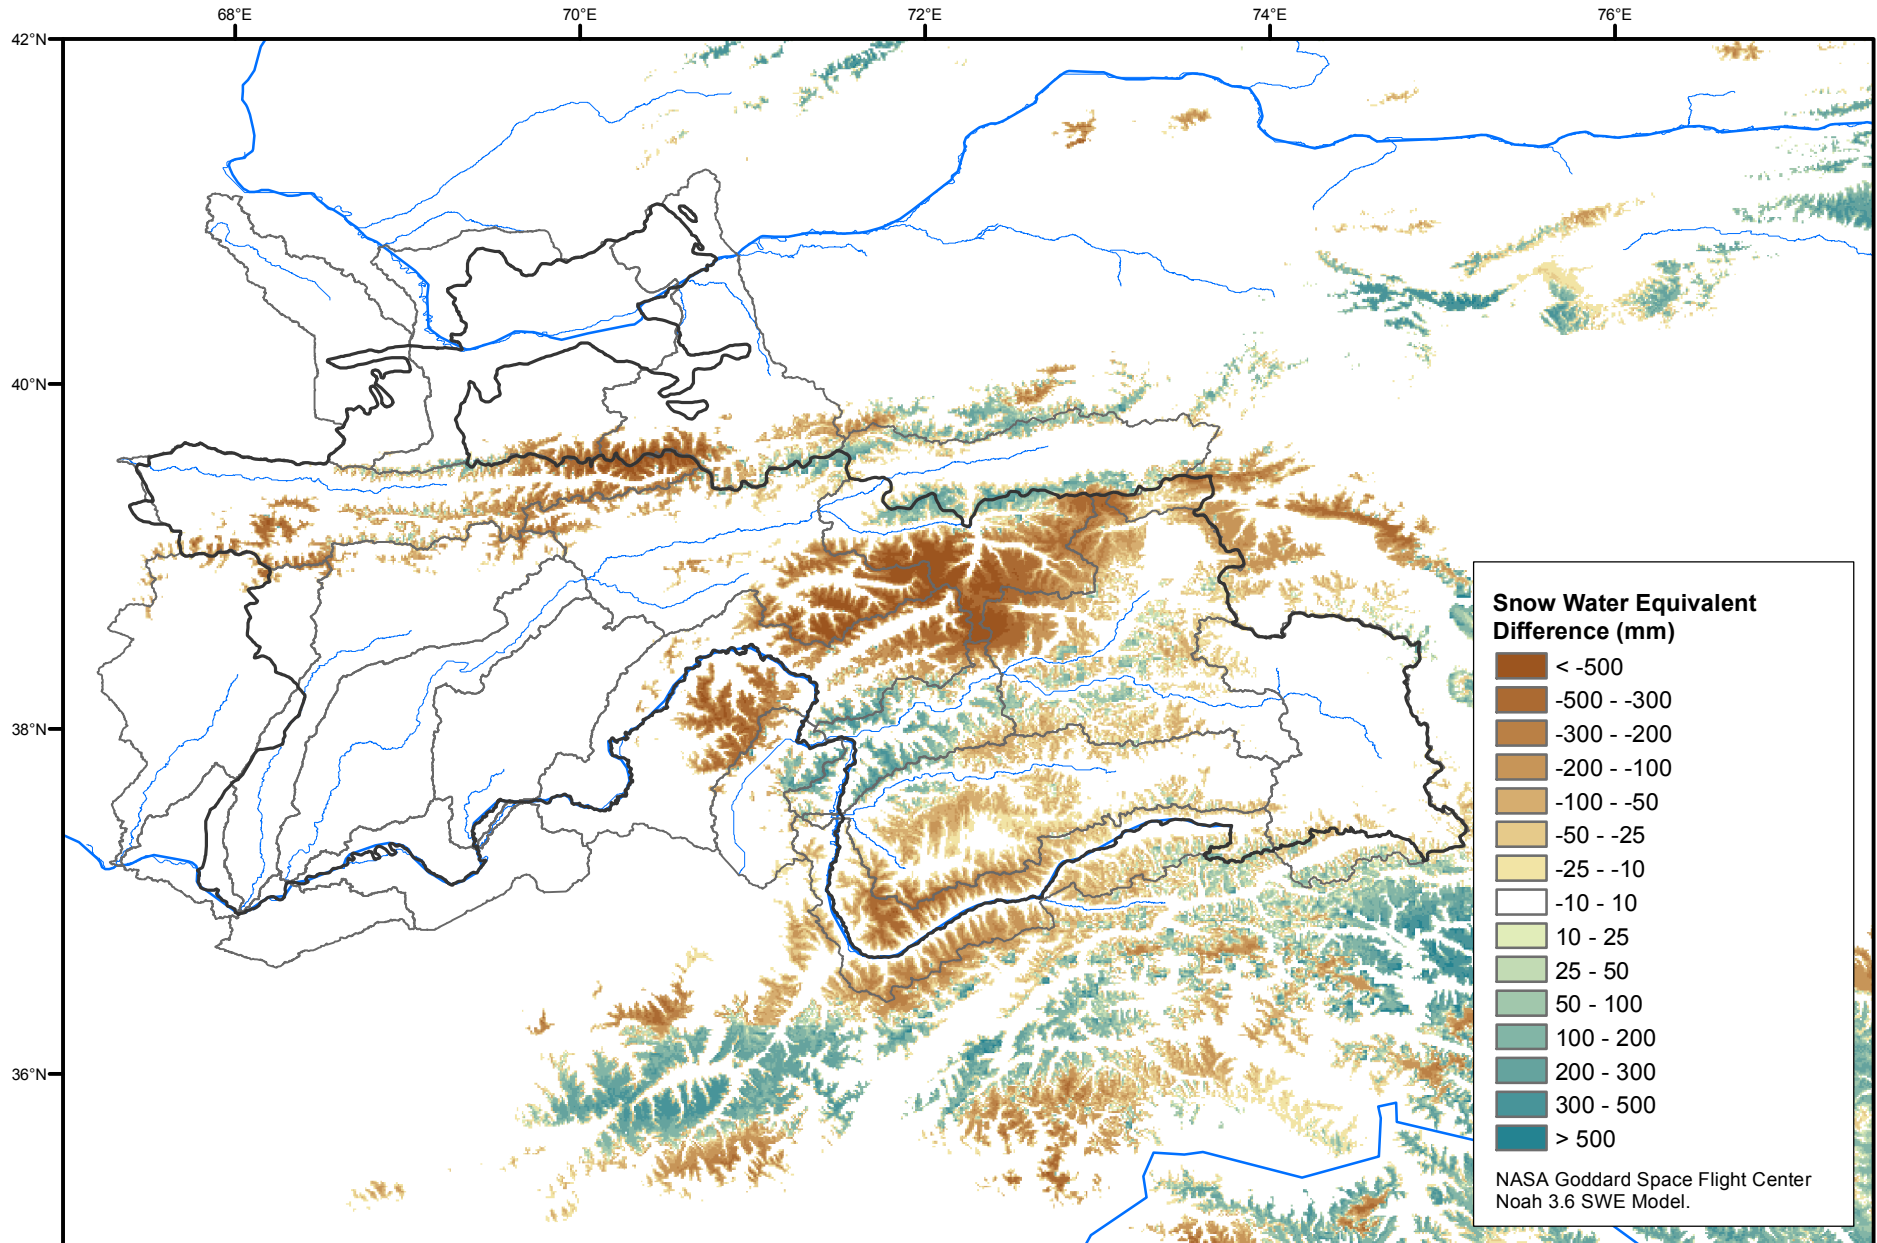 68°E 70°E 72°E 74°E 76°E
42°N
40°N
38°N
36°N
Snow Water Equivalent
Difference (mm)
< -500
-500 - -300
-300 - -200
-200 - -100
-100 - -50
-50 - -25
-25 - -10
-10 - 10
10 - 25
25 - 50
50 - 100
100 - 200
200 - 300
300 - 500
> 500
NASA Goddard Space Flight Center
Noah 3.6 SWE Model.